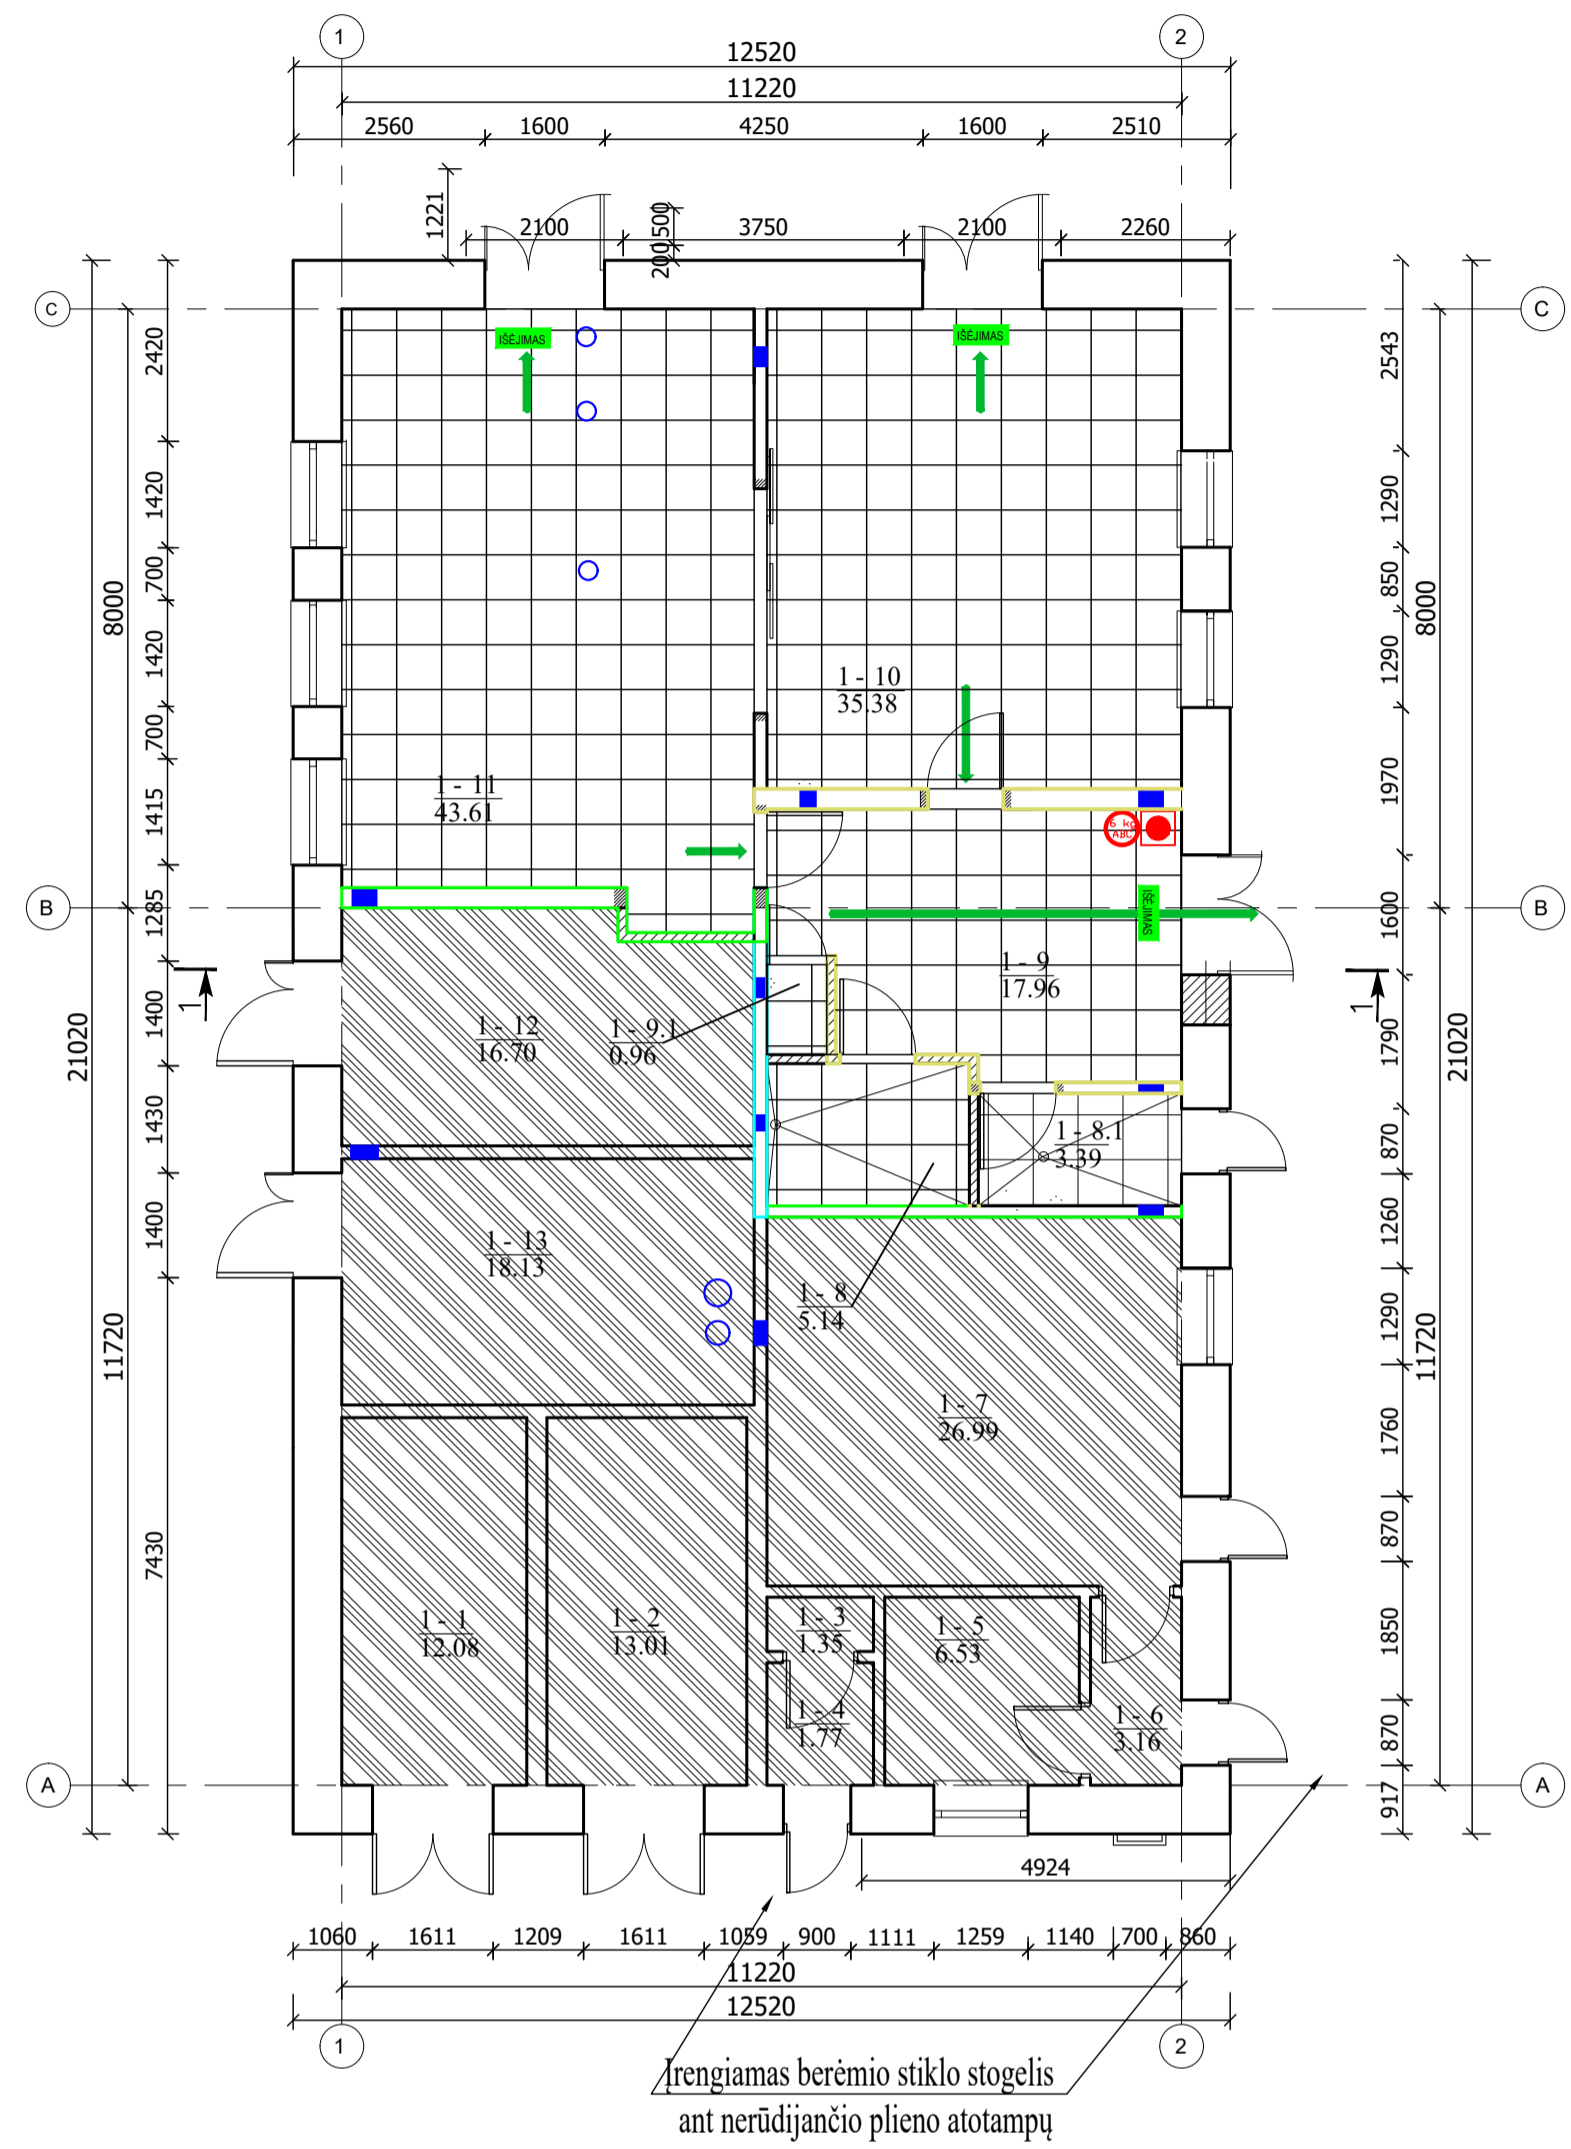 1
2
12520
11220
2560 1600 4250 1600 2510
1221
2100
200 500
3750
2100
2260
C
C
IŠĖJIMAS
IŠĖJIMAS
2420
1420
700
1420
700
1415
1285
1400
1430
1400
7430
8000
11720
21020
2543
1290
850
1290
1970
1600
1790
870
1260
1290
1760
870
1850
870
917
8000
11720
21020
1 - 10
35.38
1 - 11
43.61
6 kg
ABC
IŠĖJIMAS
B
B
1
1
1 - 9
17.96
1 - 12
16.70
1 - 9.1
0.96
1 - 8.1
3.39
1 - 13
18.13
1 - 8
5.14
1 - 7
26.99
1 - 1
12.08
1 - 2
13.01
1 - 3
1.35
1 - 5
6.53
1 - 4
1.77
1 - 6
3.16
A
A
4924
1060 1611 1209 1611 1059 900 1111 1259 1140 700 860
11220
12520
1
2
Įrengiamas berėmio stiklo stogelis
ant nerūdijančio plieno atotampų